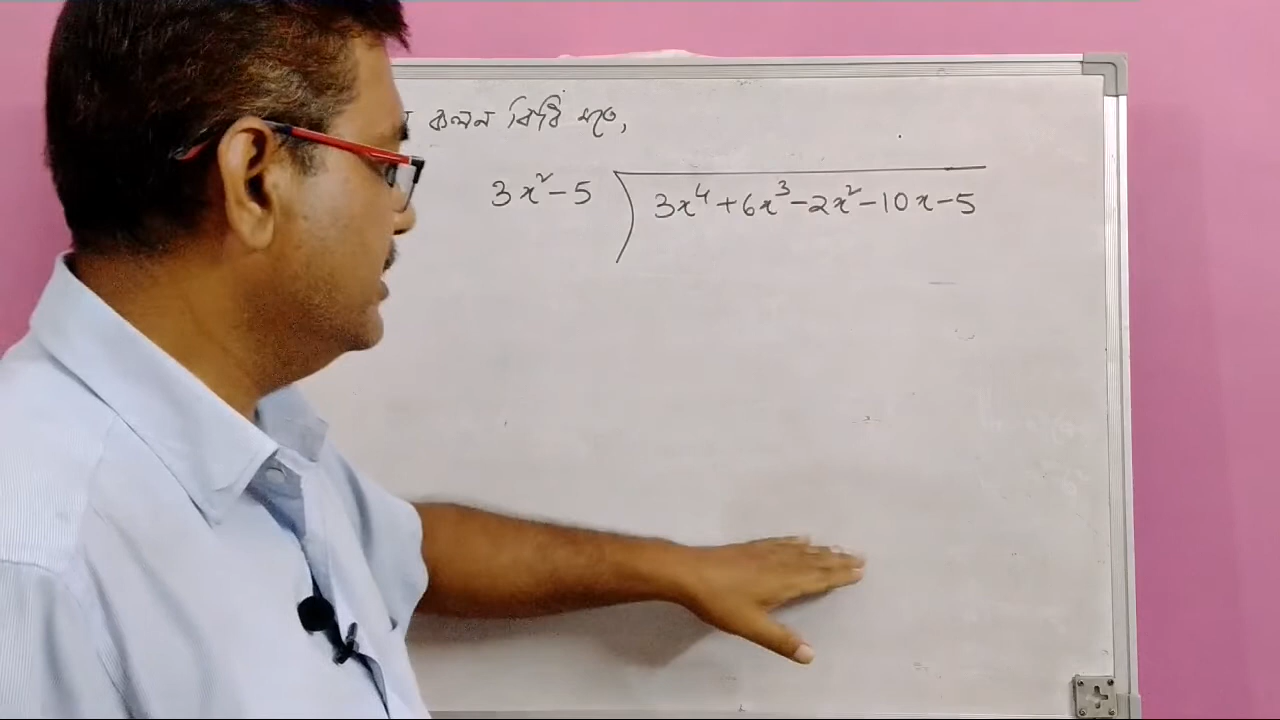 কলন বিধি মতে,
3x² - 5 ) 3x⁴ + 6x³ - 2x² - 10x - 5